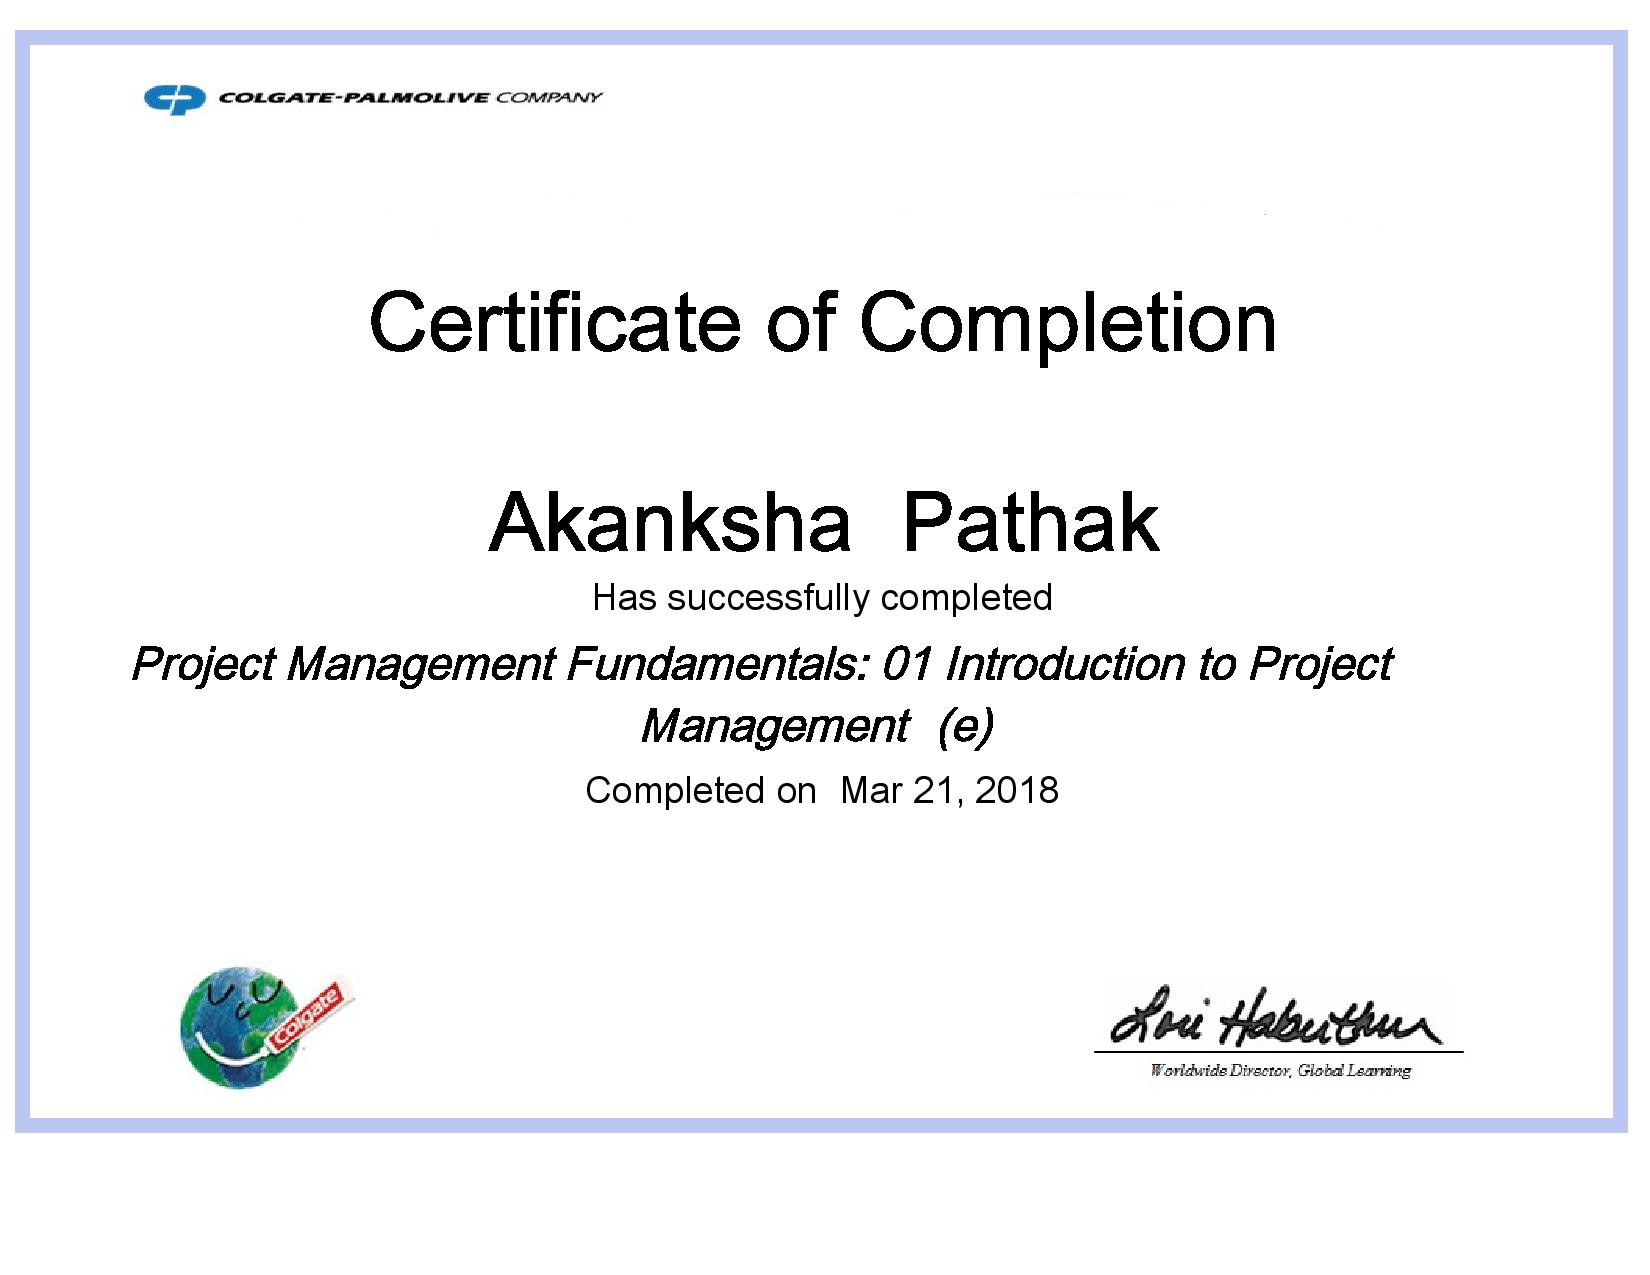 COLGATE-PALMOLIVE COMPANY
Certificate of Completion
Akanksha  Pathak
Has successfully completed
Project Management Fundamentals: 01 Introduction to Project
Management  (e)
Completed on  Mar 21, 2018
Colgate
Lori Haberthur
Worldwide Director, Global Learning